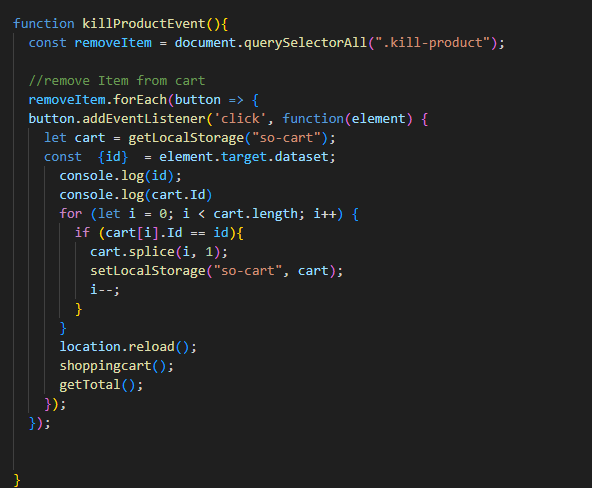 function killProductEvent(){
const removeItem = document.querySelectorAll(".kill-product");
//remove Item from cart
removeItem.forEach(button => {
button.addEventListener('click', function(element) {
let cart = getLocalStorage("so-cart");
const  {id}  = element.target.dataset;
console.log(id);
console.log(cart.Id)
for (let i = 0; i < cart.length; i++) {
if (cart[i].Id == id){
cart.splice(i, 1);
setLocalStorage("so-cart", cart);
i--;
}
}
location.reload();
shoppingcart();
getTotal();
});
});
}